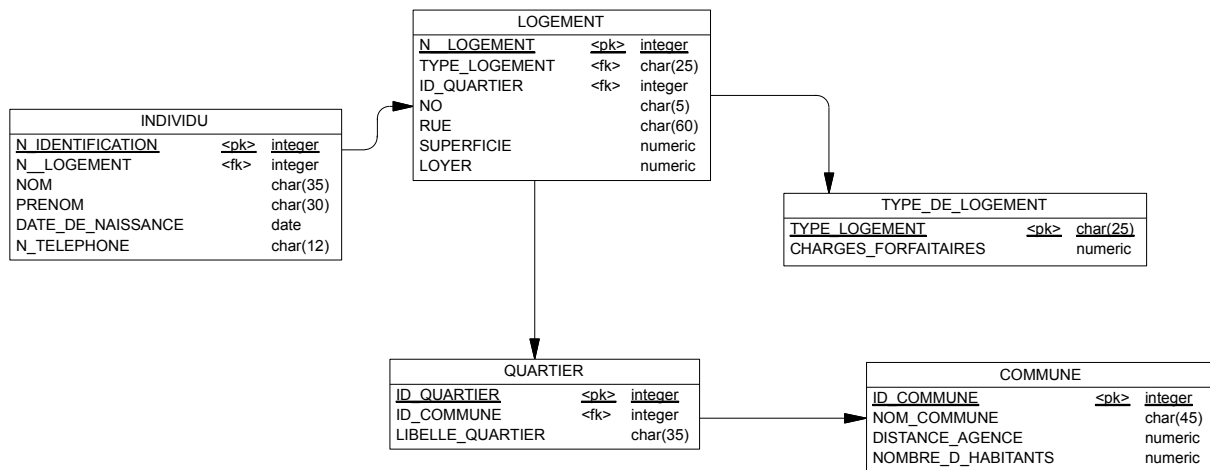 LOGEMENT
N__LOGEMENT <pk> integer
TYPE_LOGEMENT <fk> char(25)
ID_QUARTIER <fk> integer
NO char(5)
RUE char(60)
SUPERFICIE numeric
LOYER numeric
INDIVIDU
N_IDENTIFICATION <pk> integer
N__LOGEMENT <fk> integer
NOM char(35)
PRENOM char(30)
DATE_DE_NAISSANCE date
N_TELEPHONE char(12)
TYPE_DE_LOGEMENT
TYPE_LOGEMENT <pk> char(25)
CHARGES_FORFAITAIRES numeric
QUARTIER
ID_QUARTIER <pk> integer
ID_COMMUNE <fk> integer
LIBELLE_QUARTIER char(35)
COMMUNE
ID_COMMUNE <pk> integer
NOM_COMMUNE char(45)
DISTANCE_AGENCE numeric
NOMBRE_D_HABITANTS numeric